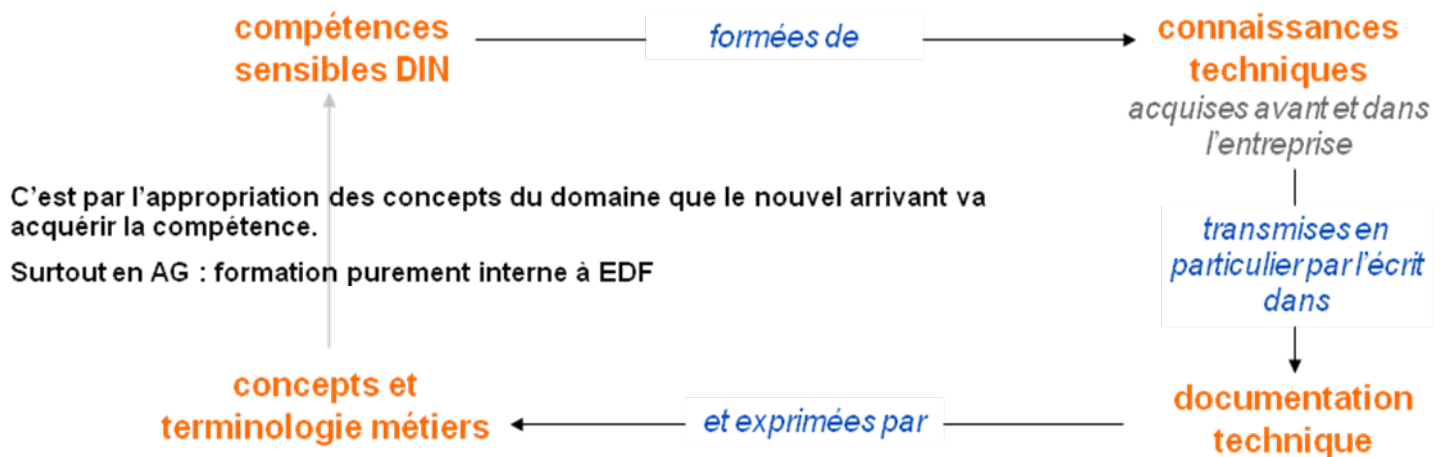 compétences
sensibles DIN
formées de
connaissances
techniques
acquises avant et dans
l'entreprise
C'est par l'appropriation des concepts du domaine que le nouvel arrivant va
acquérir la compétence.
Surtout en AG : formation purement interne à EDF
transmises en
particulier par l'écrit
dans
concepts et
terminologie métiers
et exprimées par
documentation
technique